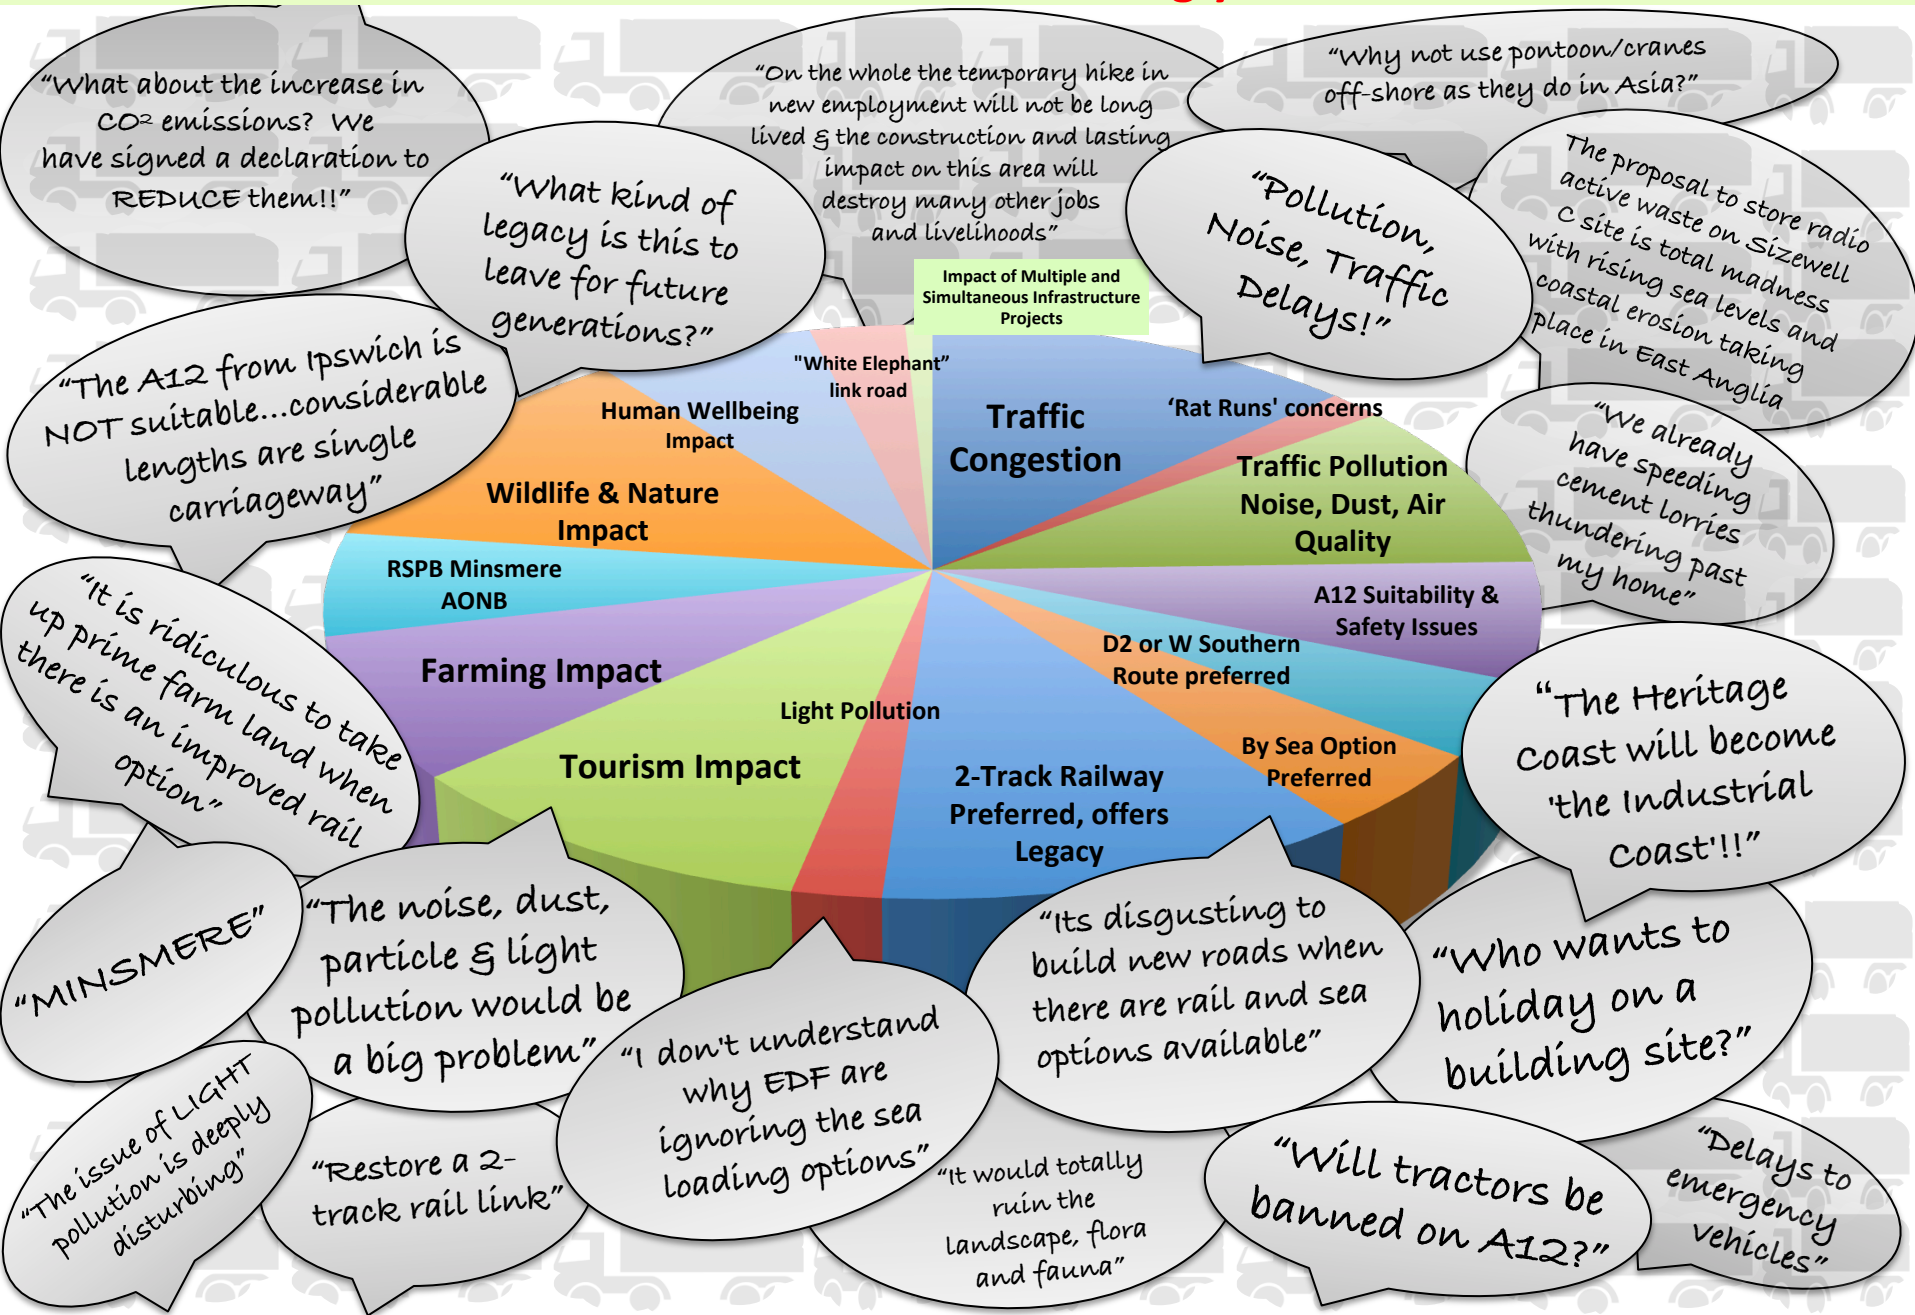 “What about the increase in
CO² emissions? We
have signed a declaration to
REDUCE them!!”
“On the whole the temporary hike in
new employment will not be long
lived & the construction and lasting
impact on this area will
destroy many other jobs
and livelihoods”
“Why not use pontoon/cranes
off-shore as they do in Asia?”
“What kind of
legacy is this to
leave for future
generations?”
“Pollution,
Noise, Traffic
Delays!”
The proposal to store radio
active waste on Sizewell
C site is total madness
with rising sea levels and
coastal erosion taking
place in East Anglia
“The A12 from Ipswich is
NOT suitable...considerable
lengths are single
carriageway”
“We already
have speeding
cement lorries
thundering past
my home”
Impact of Multiple and
Simultaneous Infrastructure
Projects
"White Elephant”
link road
Human Wellbeing
Impact
Traffic
Congestion
‘Rat Runs' concerns
Traffic Pollution
Noise, Dust, Air
Quality
Wildlife & Nature
Impact
RSPB Minsmere
AONB
A12 Suitability &
Safety Issues
D2 or W Southern
Route preferred
Farming Impact
Light Pollution
By Sea Option
Preferred
Tourism Impact
2-Track Railway
Preferred, offers
Legacy
“It is ridiculous to take
up prime farm land when
there is an improved rail
option”
“The Heritage
Coast will become
'the Industrial
Coast'!!”
“MINSMERE”
“The noise, dust,
particle & light
pollution would be
a big problem”
“I don't understand
why EDF are
ignoring the sea
loading options”
“Its disgusting to
build new roads when
there are rail and sea
options available”
“Who wants to
holiday on a
building site?”
“The issue of LIGHT
pollution is deeply
disturbing”
“Restore a 2-
track rail link”
“It would totally
ruin the
landscape, flora
and fauna”
“Will tractors be
banned on A12?”
“Delays to
emergency
vehicles”